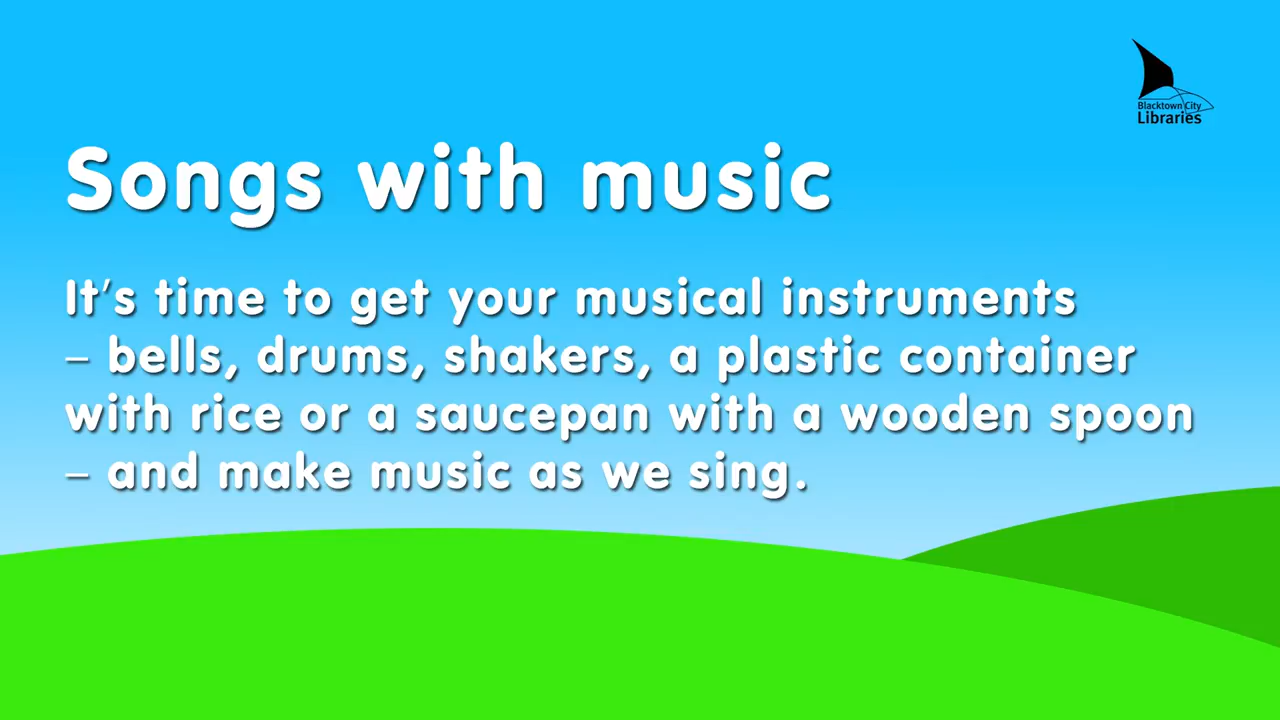 Blacktown City
Libraries
Songs with music
It's time to get your musical instruments
– bells, drums, shakers, a plastic container
with rice or a saucepan with a wooden spoon
– and make music as we sing.